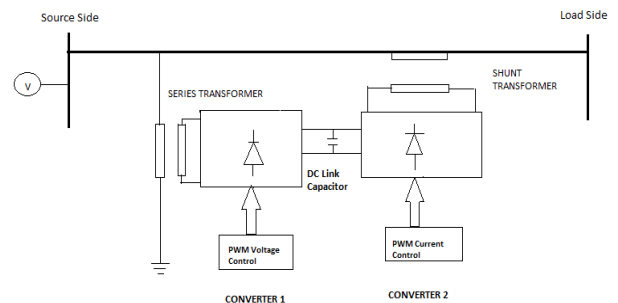 Source Side
Load Side
V
SERIES TRANSFORMER
SHUNT
TRANSFORMER
DC Link
Capacitor
PWM Voltage
Control
PWM Current
Control
CONVERTER 1
CONVERTER 2